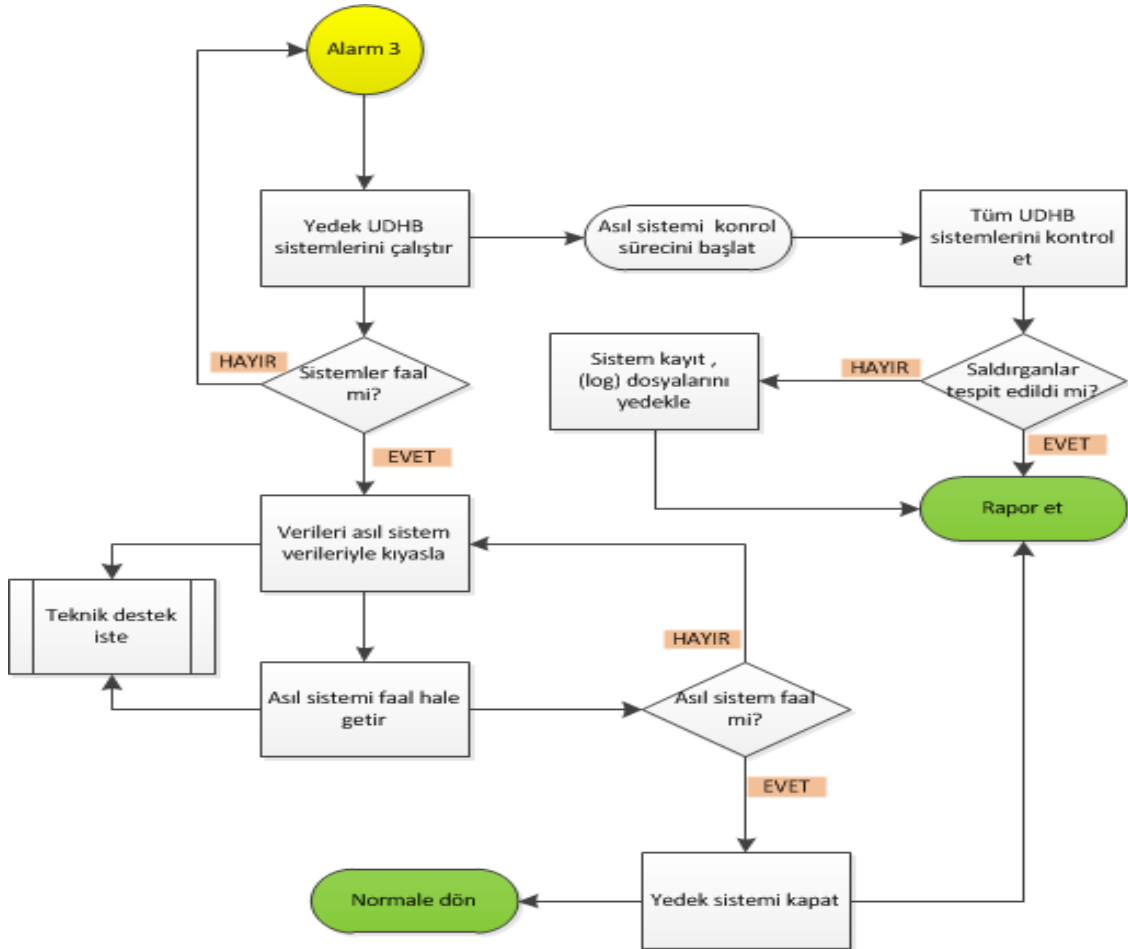 Alarm 3
Yedek UDHB
sistemlerini çalıştır
Asıl sistemi  konrol
sürecini başlat
Tüm UDHB
sistemlerini kontrol
et
HAYIR
Sistemler faal
mi?
Sistem kayıt ,
(log) dosyalarını
yedekle
HAYIR
Saldırganlar
tespit edildi mi?
EVET
EVET
Rapor et
Verileri asıl sistem
verileriyle kıyasla
Teknik destek
iste
HAYIR
Asıl sistemi faal hale
getir
Asıl sistem faal
mi?
EVET
Normale dön
Yedek sistemi kapat